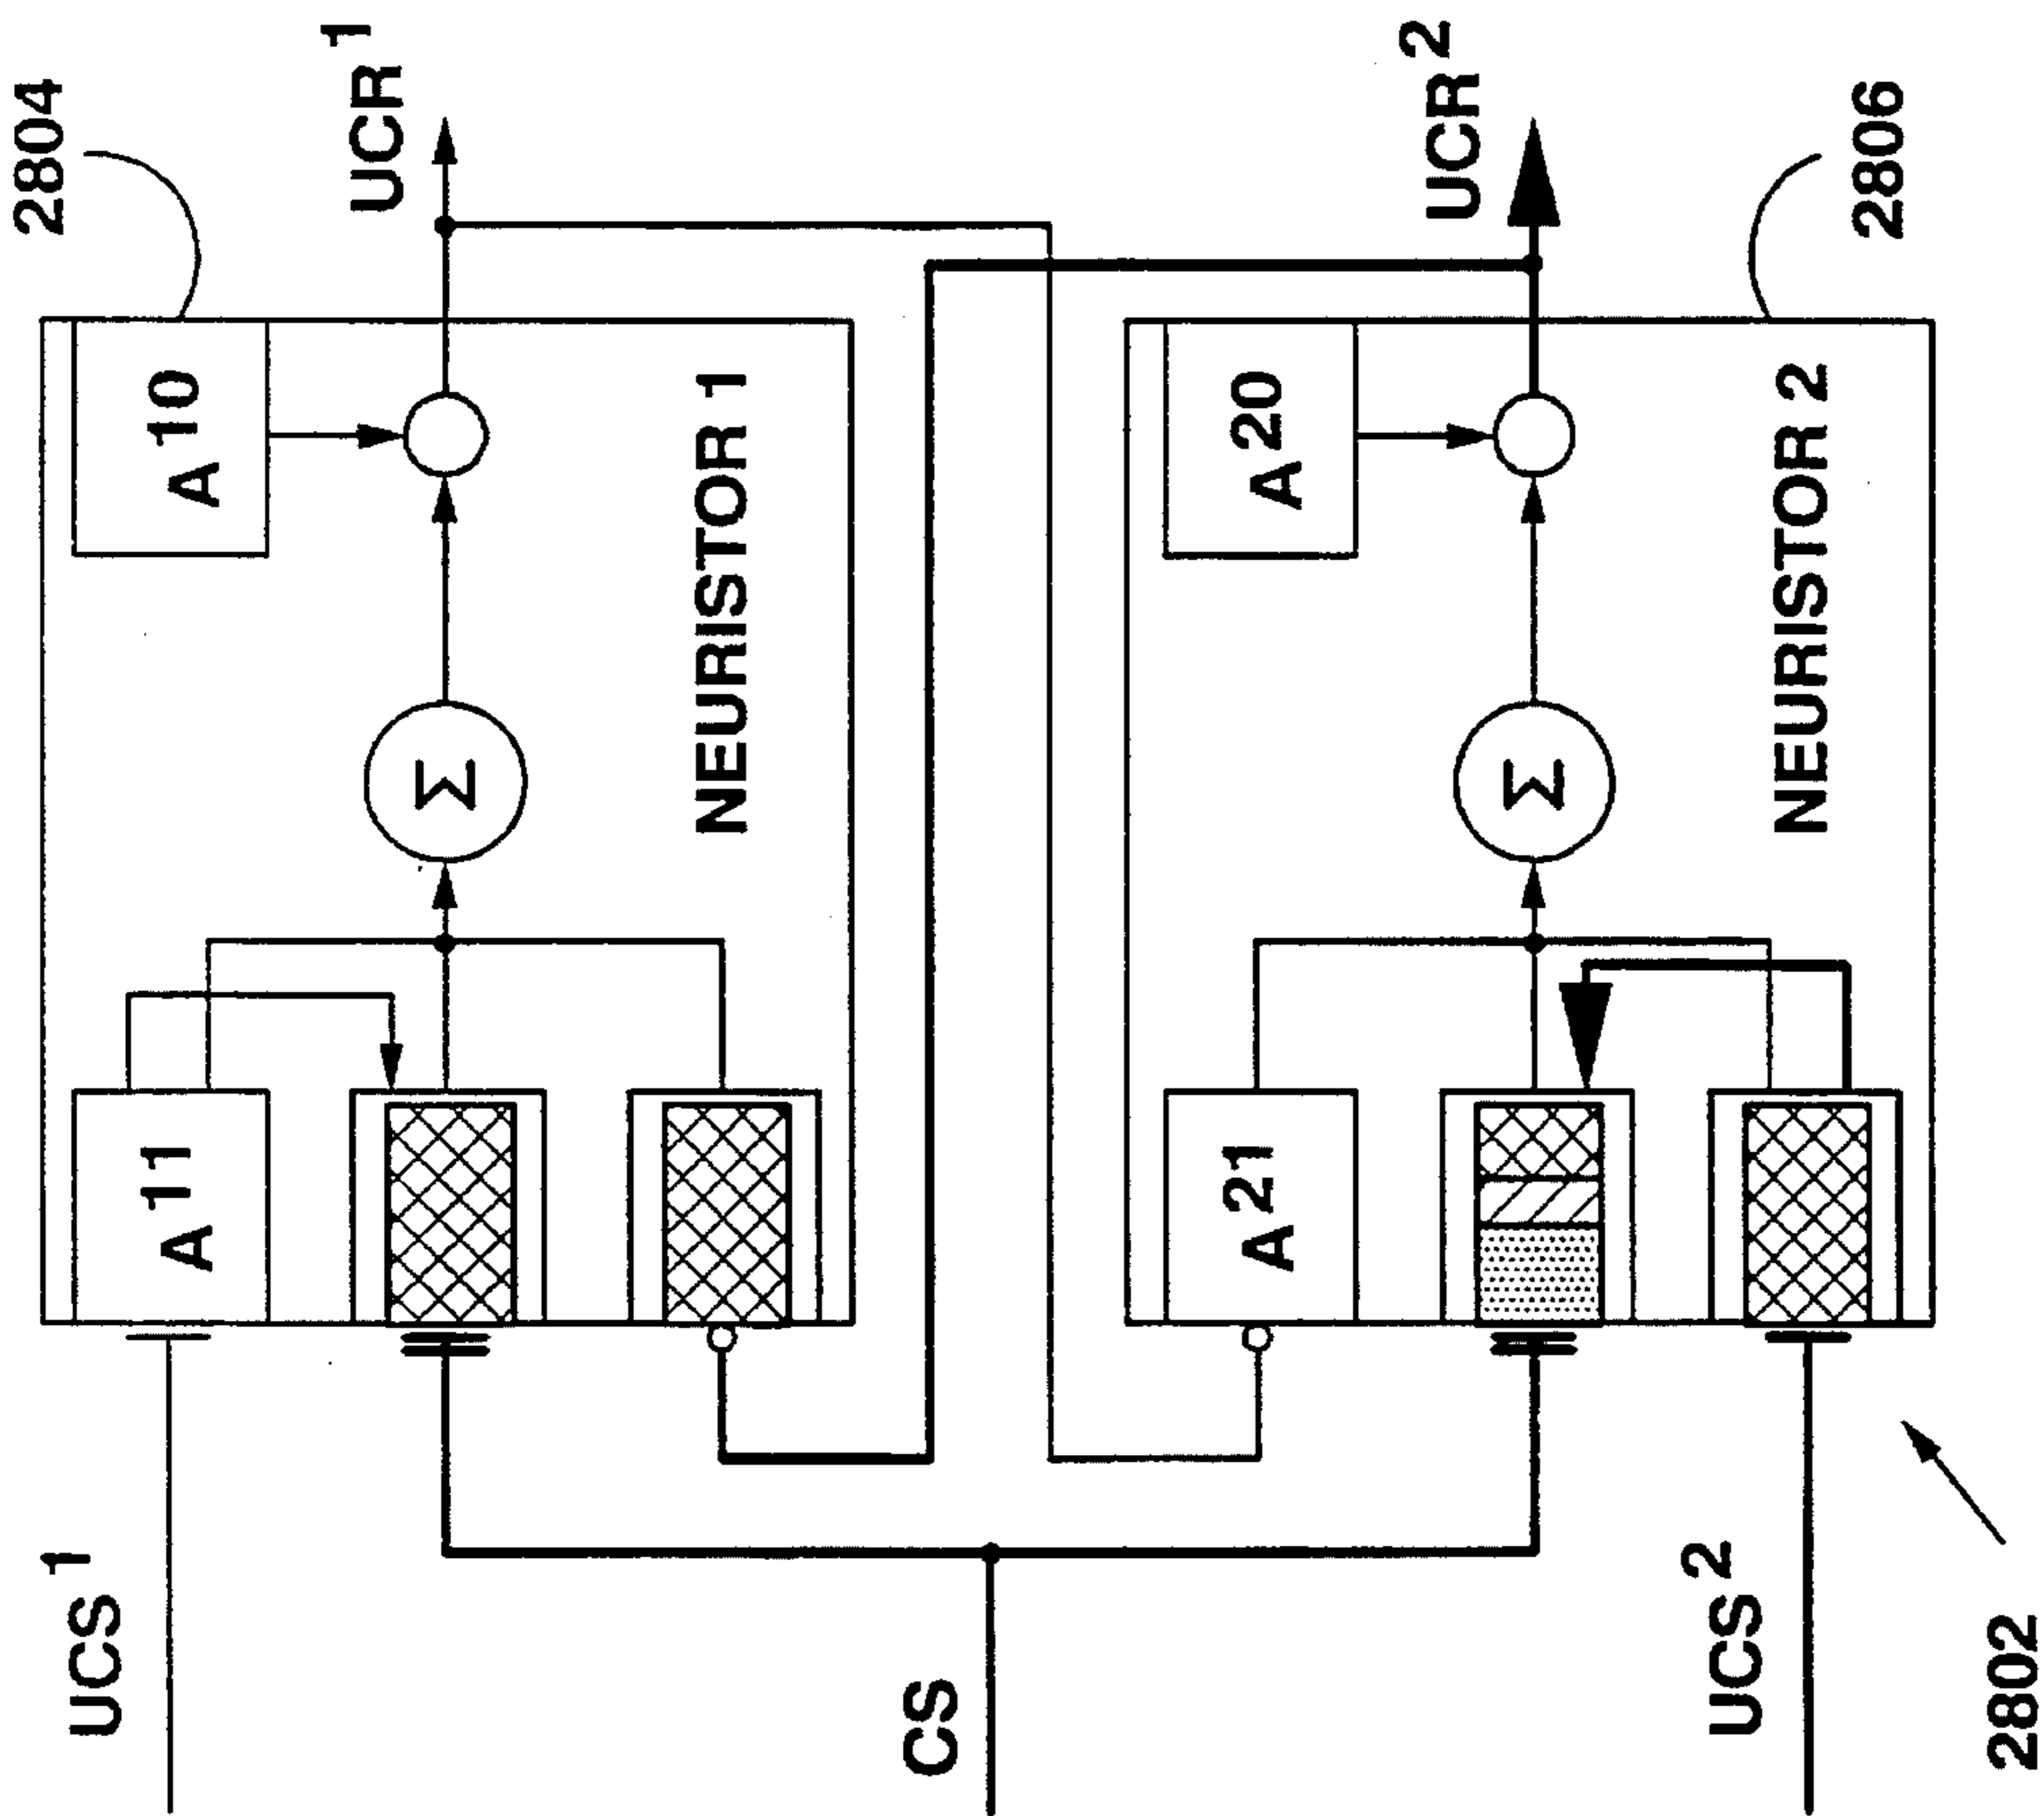 2804
UCR 1
A 10
NEURISTOR 1
Σ
A 11
UCS 1
CS
UCR 2
2806
A 20
NEURISTOR 2
Σ
A 21
UCS 2
2802